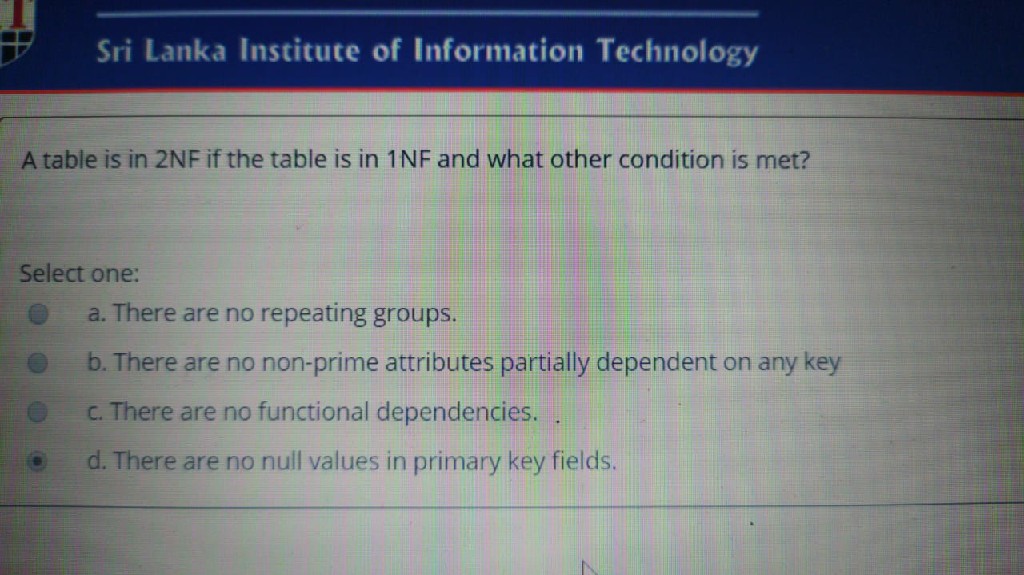 Sri Lanka Institute of Information Technology
A table is in 2NF if the table is in 1NF and what other condition is met?
Select one:
a. There are no repeating groups.
b. There are no non-prime attributes partially dependent on any key
c. There are no functional dependencies.
d. There are no null values in primary key fields.